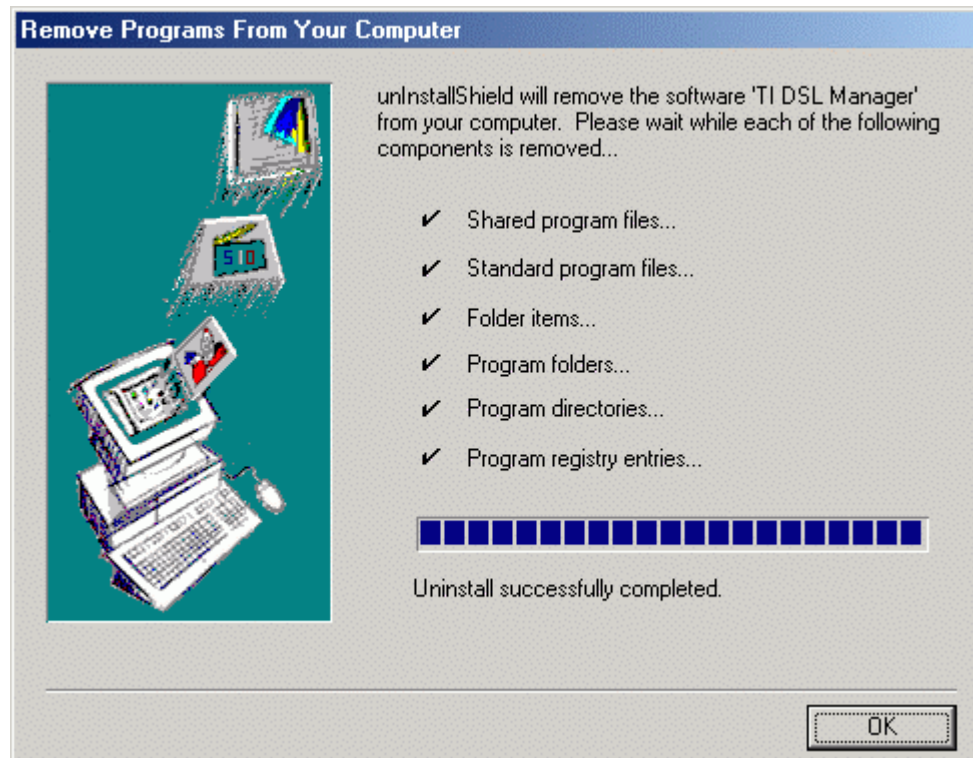 Remove Programs From Your Computer
unInstallShield will remove the software 'TI DSL Manager'
from your computer.  Please wait while each of the following
components is removed...
Shared program files...
Standard program files...
Folder items...
Program folders...
Program directories...
Program registry entries...
Uninstall successfully completed.
OK